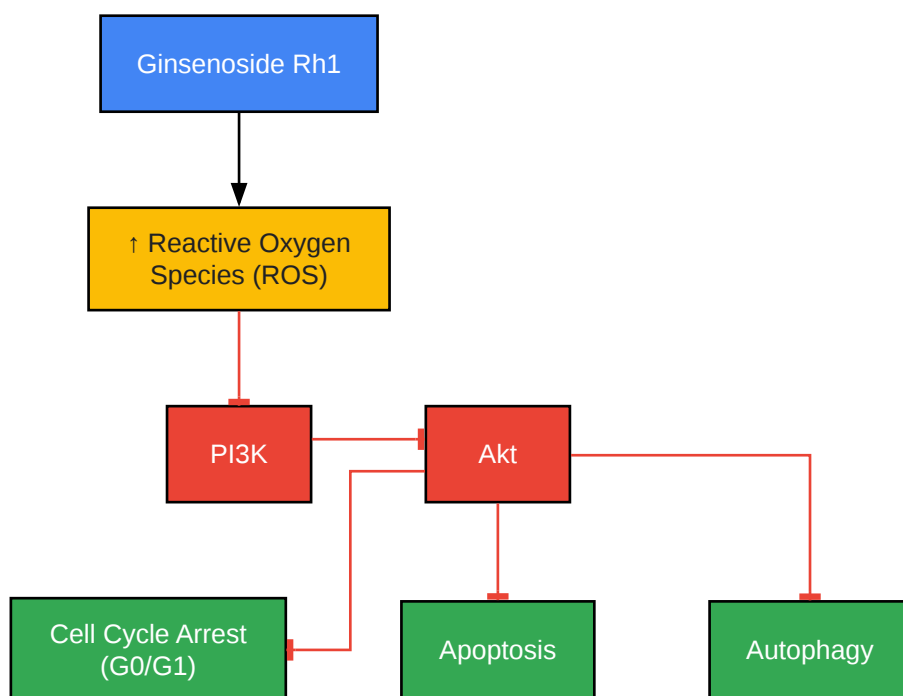 Ginsenoside Rh1
↑ Reactive Oxygen
Species (ROS)
PI3K
Akt
Cell Cycle Arrest
(G0/G1)
Apoptosis
Autophagy